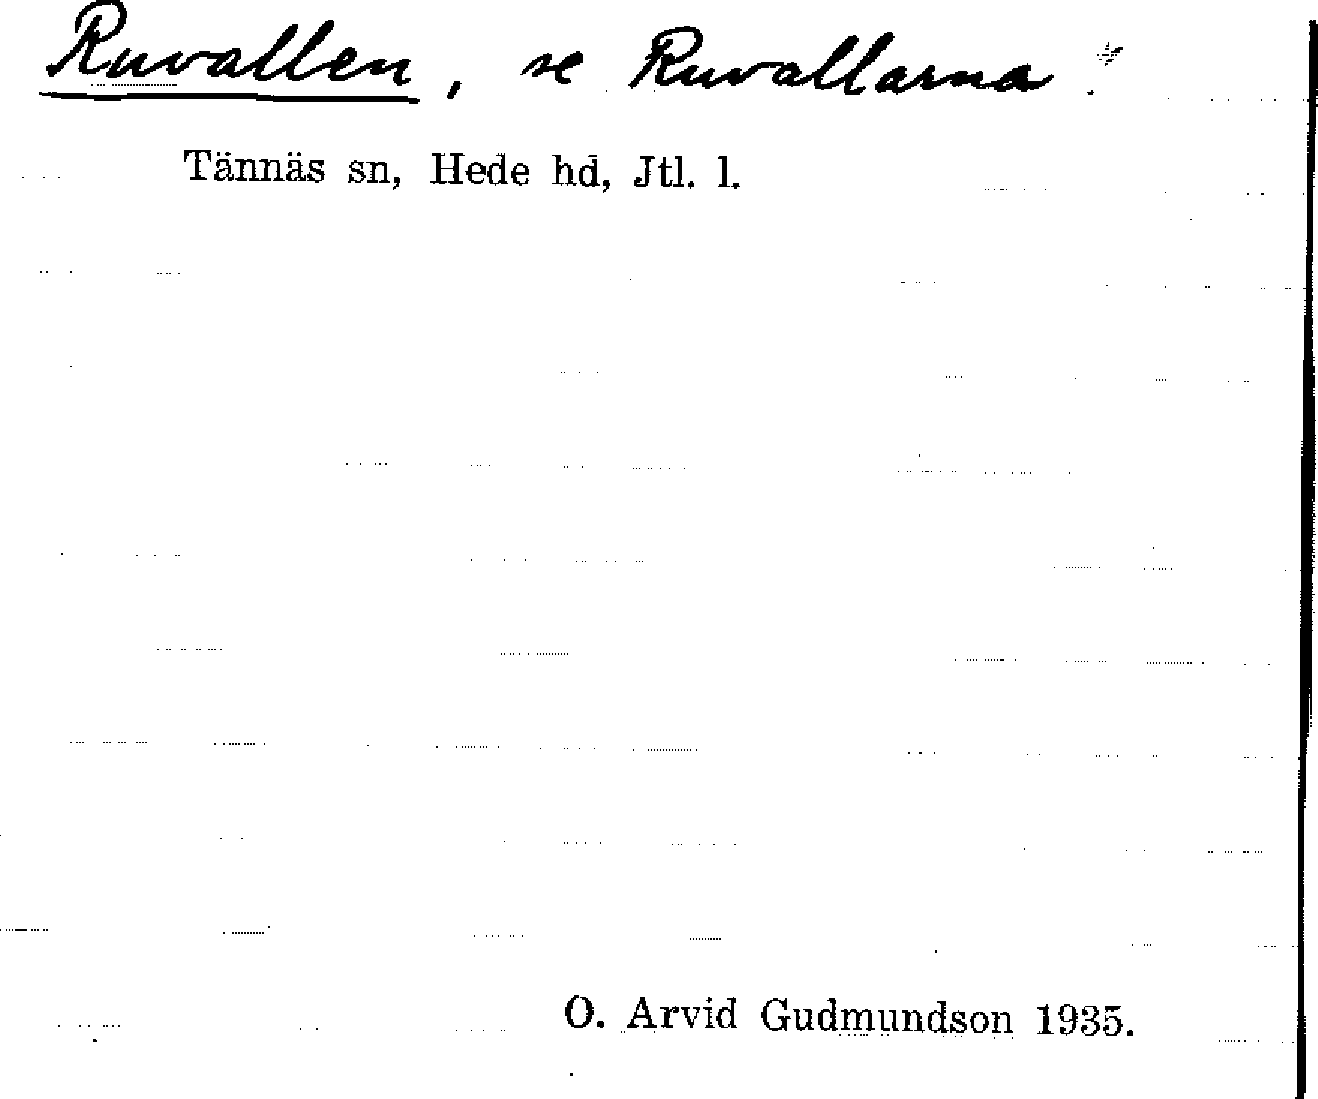 Ruvallen, se Ruvallarna.
Tännäs sn, Hede hd, Jtl. l.
O. Arvid Gudmundson 1935.